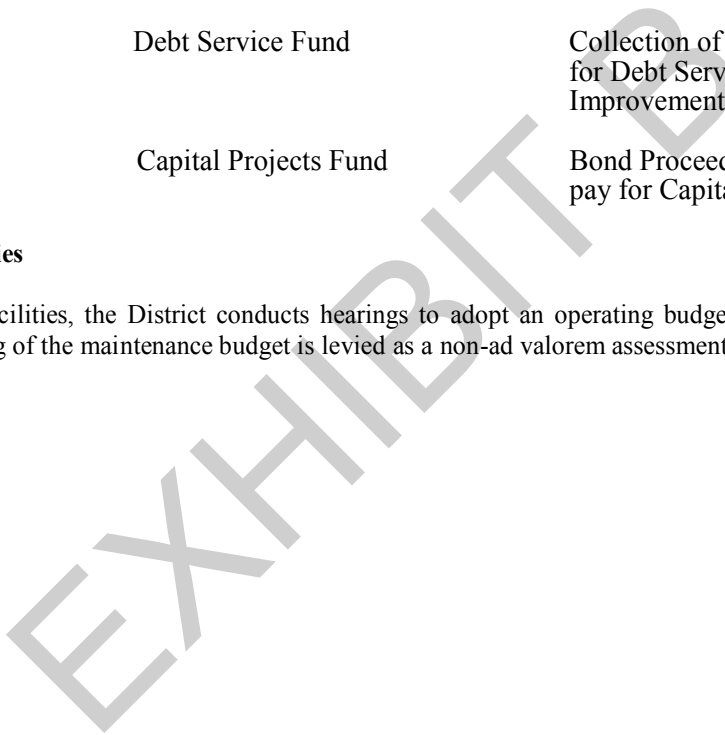 Debt Service Fund Collection of
for Debt Serv
Improvement
Capital Projects Fund Bond Proceed
pay for Capita
ies
cilities, the District conducts hearings to adopt an operating budge
g of the maintenance budget is levied as a non-ad valorem assessment
EXHIBIT B